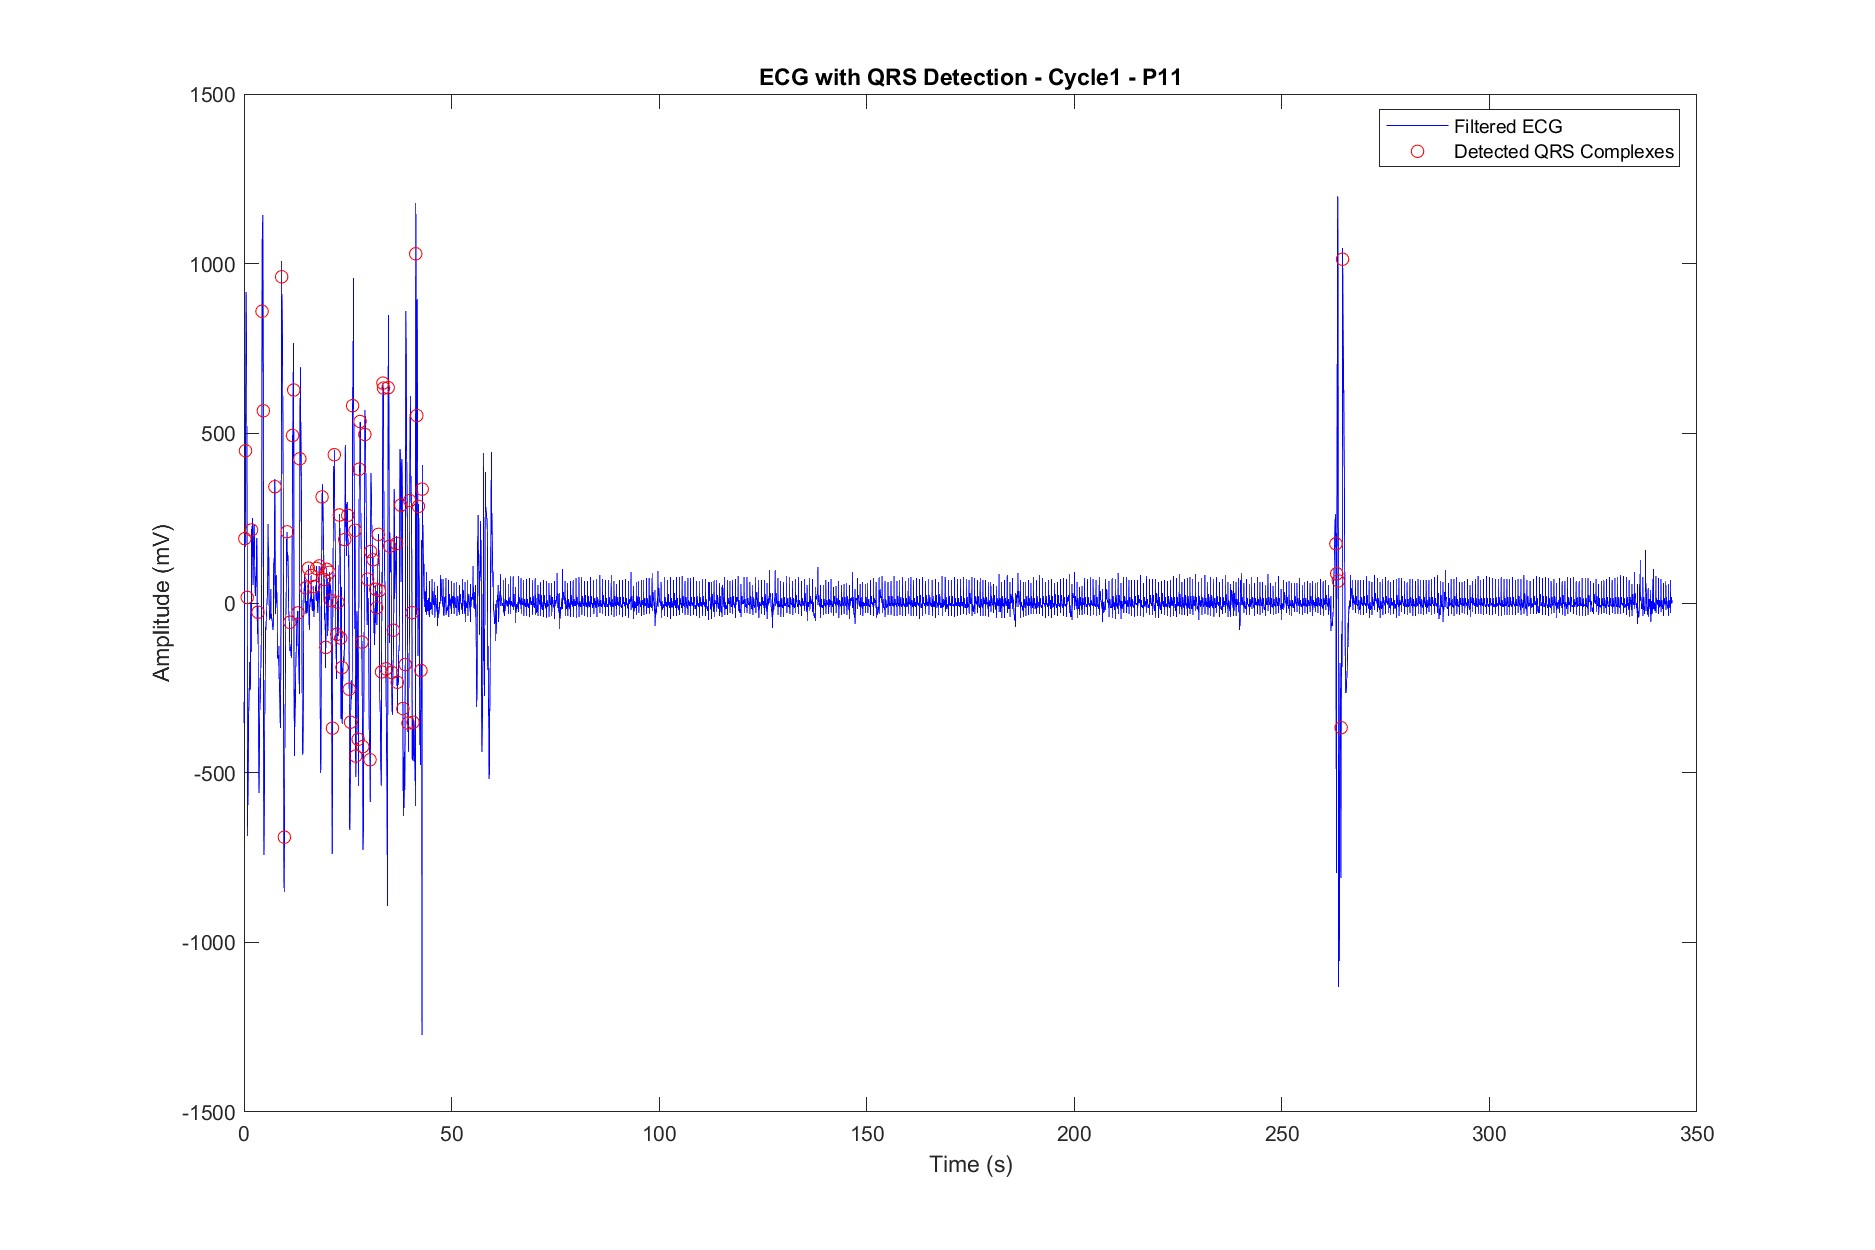 ECG with QRS Detection - Cycle1 - P11
Filtered ECG
Detected QRS Complexes
Amplitude (mV)
1500
1000
500
0
-500
-1000
-1500
0 50 100 150 200 250 300 350
Time (s)